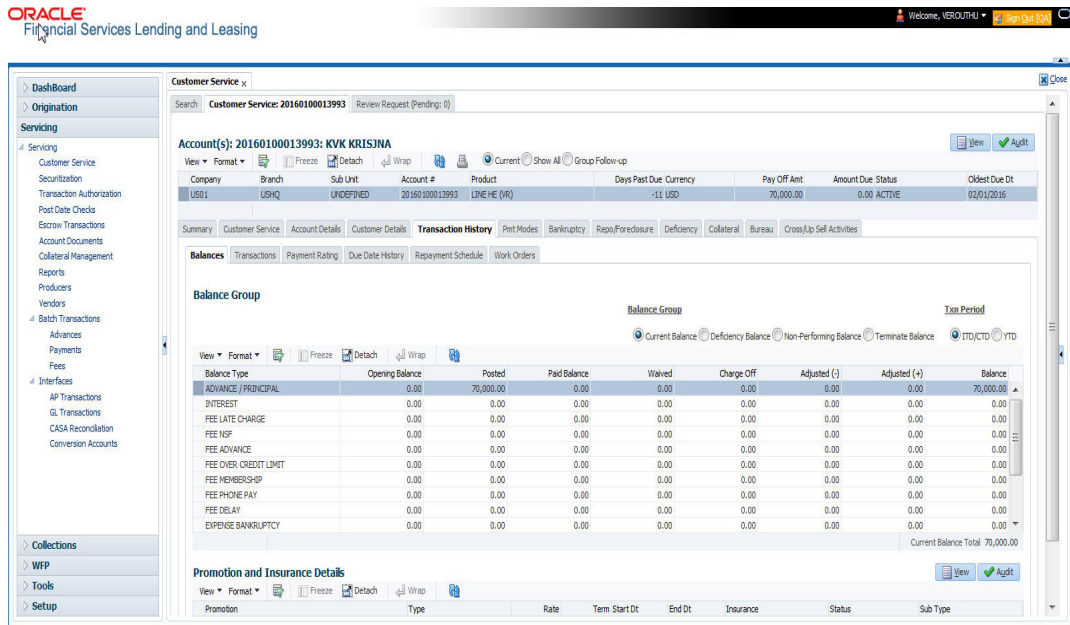 ORACLE'
Financial Services Lending and Leasing
Welcome, VEROUTHU
Sign Out [QA]
Close
DashBoard
Origination
Servicing
Servicing
Customer Service
Securitization
Transaction Authorization
Post Date Checks
Escrow Transactions
Account Documents
Collateral Management
Reports
Producers
Vendors
Batch Transactions
Advances
Payments
Fees
Interfaces
AP Transactions
GL Transactions
CASA Reconciliation
Conversion Accounts
Collections
WFP
Tools
Setup
Customer Service x
Search Customer Service: 20160100013993 Review Request (Pending: 0)
Account(s): 20160100013993: KVK KRISJNA
View Audit
View Format Freeze Detach Wrap Current Show All Group Follow-up
Company Branch Sub Unit Account # Product Days Past Due Currency Pay Off Amt Amount Due Status Oldest Due Dt
US01 USHQ UNDEFINED 20160100013993 LINE HE (VR) -11 USD 70,000.00 0.00 ACTIVE 02/01/2016
Summary Customer Service Account Details Customer Details Transaction History Pmt Modes Bankruptcy Repo/Foreclosure Deficiency Collateral Bureau Cross/Up Sell Activities
Balances Transactions Payment Rating Due Date History Repayment Schedule Work Orders
Balance Group
Balance Group Txn Period
Current Balance Deficiency Balance Non-Performing Balance Terminate Balance ITD/CTD YTD
View Format Freeze Detach Wrap
Balance Type Opening Balance Posted Paid Balance Waived Charge Off Adjusted (-) Adjusted (+) Balance
ADVANCE / PRINCIPAL 0.00 70,000.00 0.00 0.00 0.00 0.00 0.00 70,000.00
INTEREST 0.00 0.00 0.00 0.00 0.00 0.00 0.00 0.00
FEE LATE CHARGE 0.00 0.00 0.00 0.00 0.00 0.00 0.00 0.00
FEE NSF 0.00 0.00 0.00 0.00 0.00 0.00 0.00 0.00
FEE ADVANCE 0.00 0.00 0.00 0.00 0.00 0.00 0.00 0.00
FEE OVER CREDIT LIMIT 0.00 0.00 0.00 0.00 0.00 0.00 0.00 0.00
FEE MEMBERSHIP 0.00 0.00 0.00 0.00 0.00 0.00 0.00 0.00
FEE PHONE PAY 0.00 0.00 0.00 0.00 0.00 0.00 0.00 0.00
FEE DELAY 0.00 0.00 0.00 0.00 0.00 0.00 0.00 0.00
EXPENSE BANKRUPTCY 0.00 0.00 0.00 0.00 0.00 0.00 0.00 0.00
Current Balance Total 70,000.00
Promotion and Insurance Details
View Audit
View Format Freeze Detach Wrap
Promotion Type Rate Term Start Dt End Dt Insurance Status Sub Type